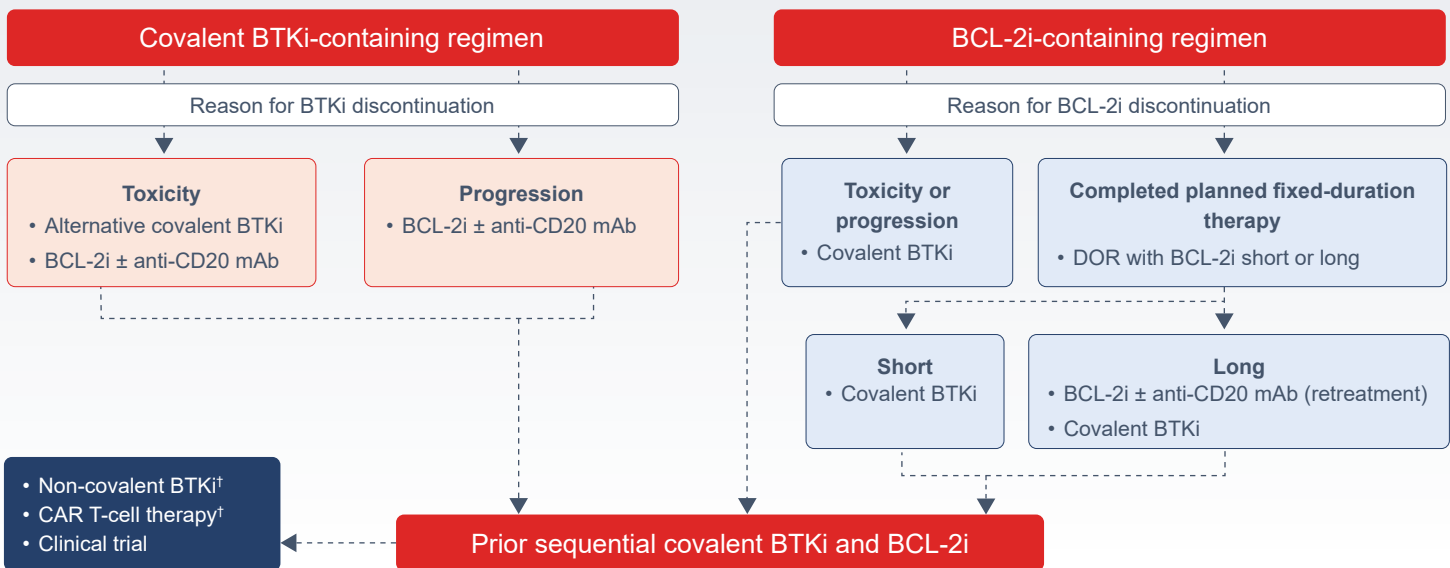 Covalent BTKi-containing regimen
Reason for BTKi discontinuation
Toxicity
• Alternative covalent BTKi
• BCL-2i ± anti-CD20 mAb
Progression
• BCL-2i ± anti-CD20 mAb
BCL-2i-containing regimen
Reason for BCL-2i discontinuation
Toxicity or
progression
• Covalent BTKi
Completed planned fixed-duration
therapy
• DOR with BCL-2i short or long
Short
• Covalent BTKi
Long
• BCL-2i ± anti-CD20 mAb (retreatment)
• Covalent BTKi
Prior sequential covalent BTKi and BCL-2i
• Non-covalent BTKi†
• CAR T-cell therapy†
• Clinical trial